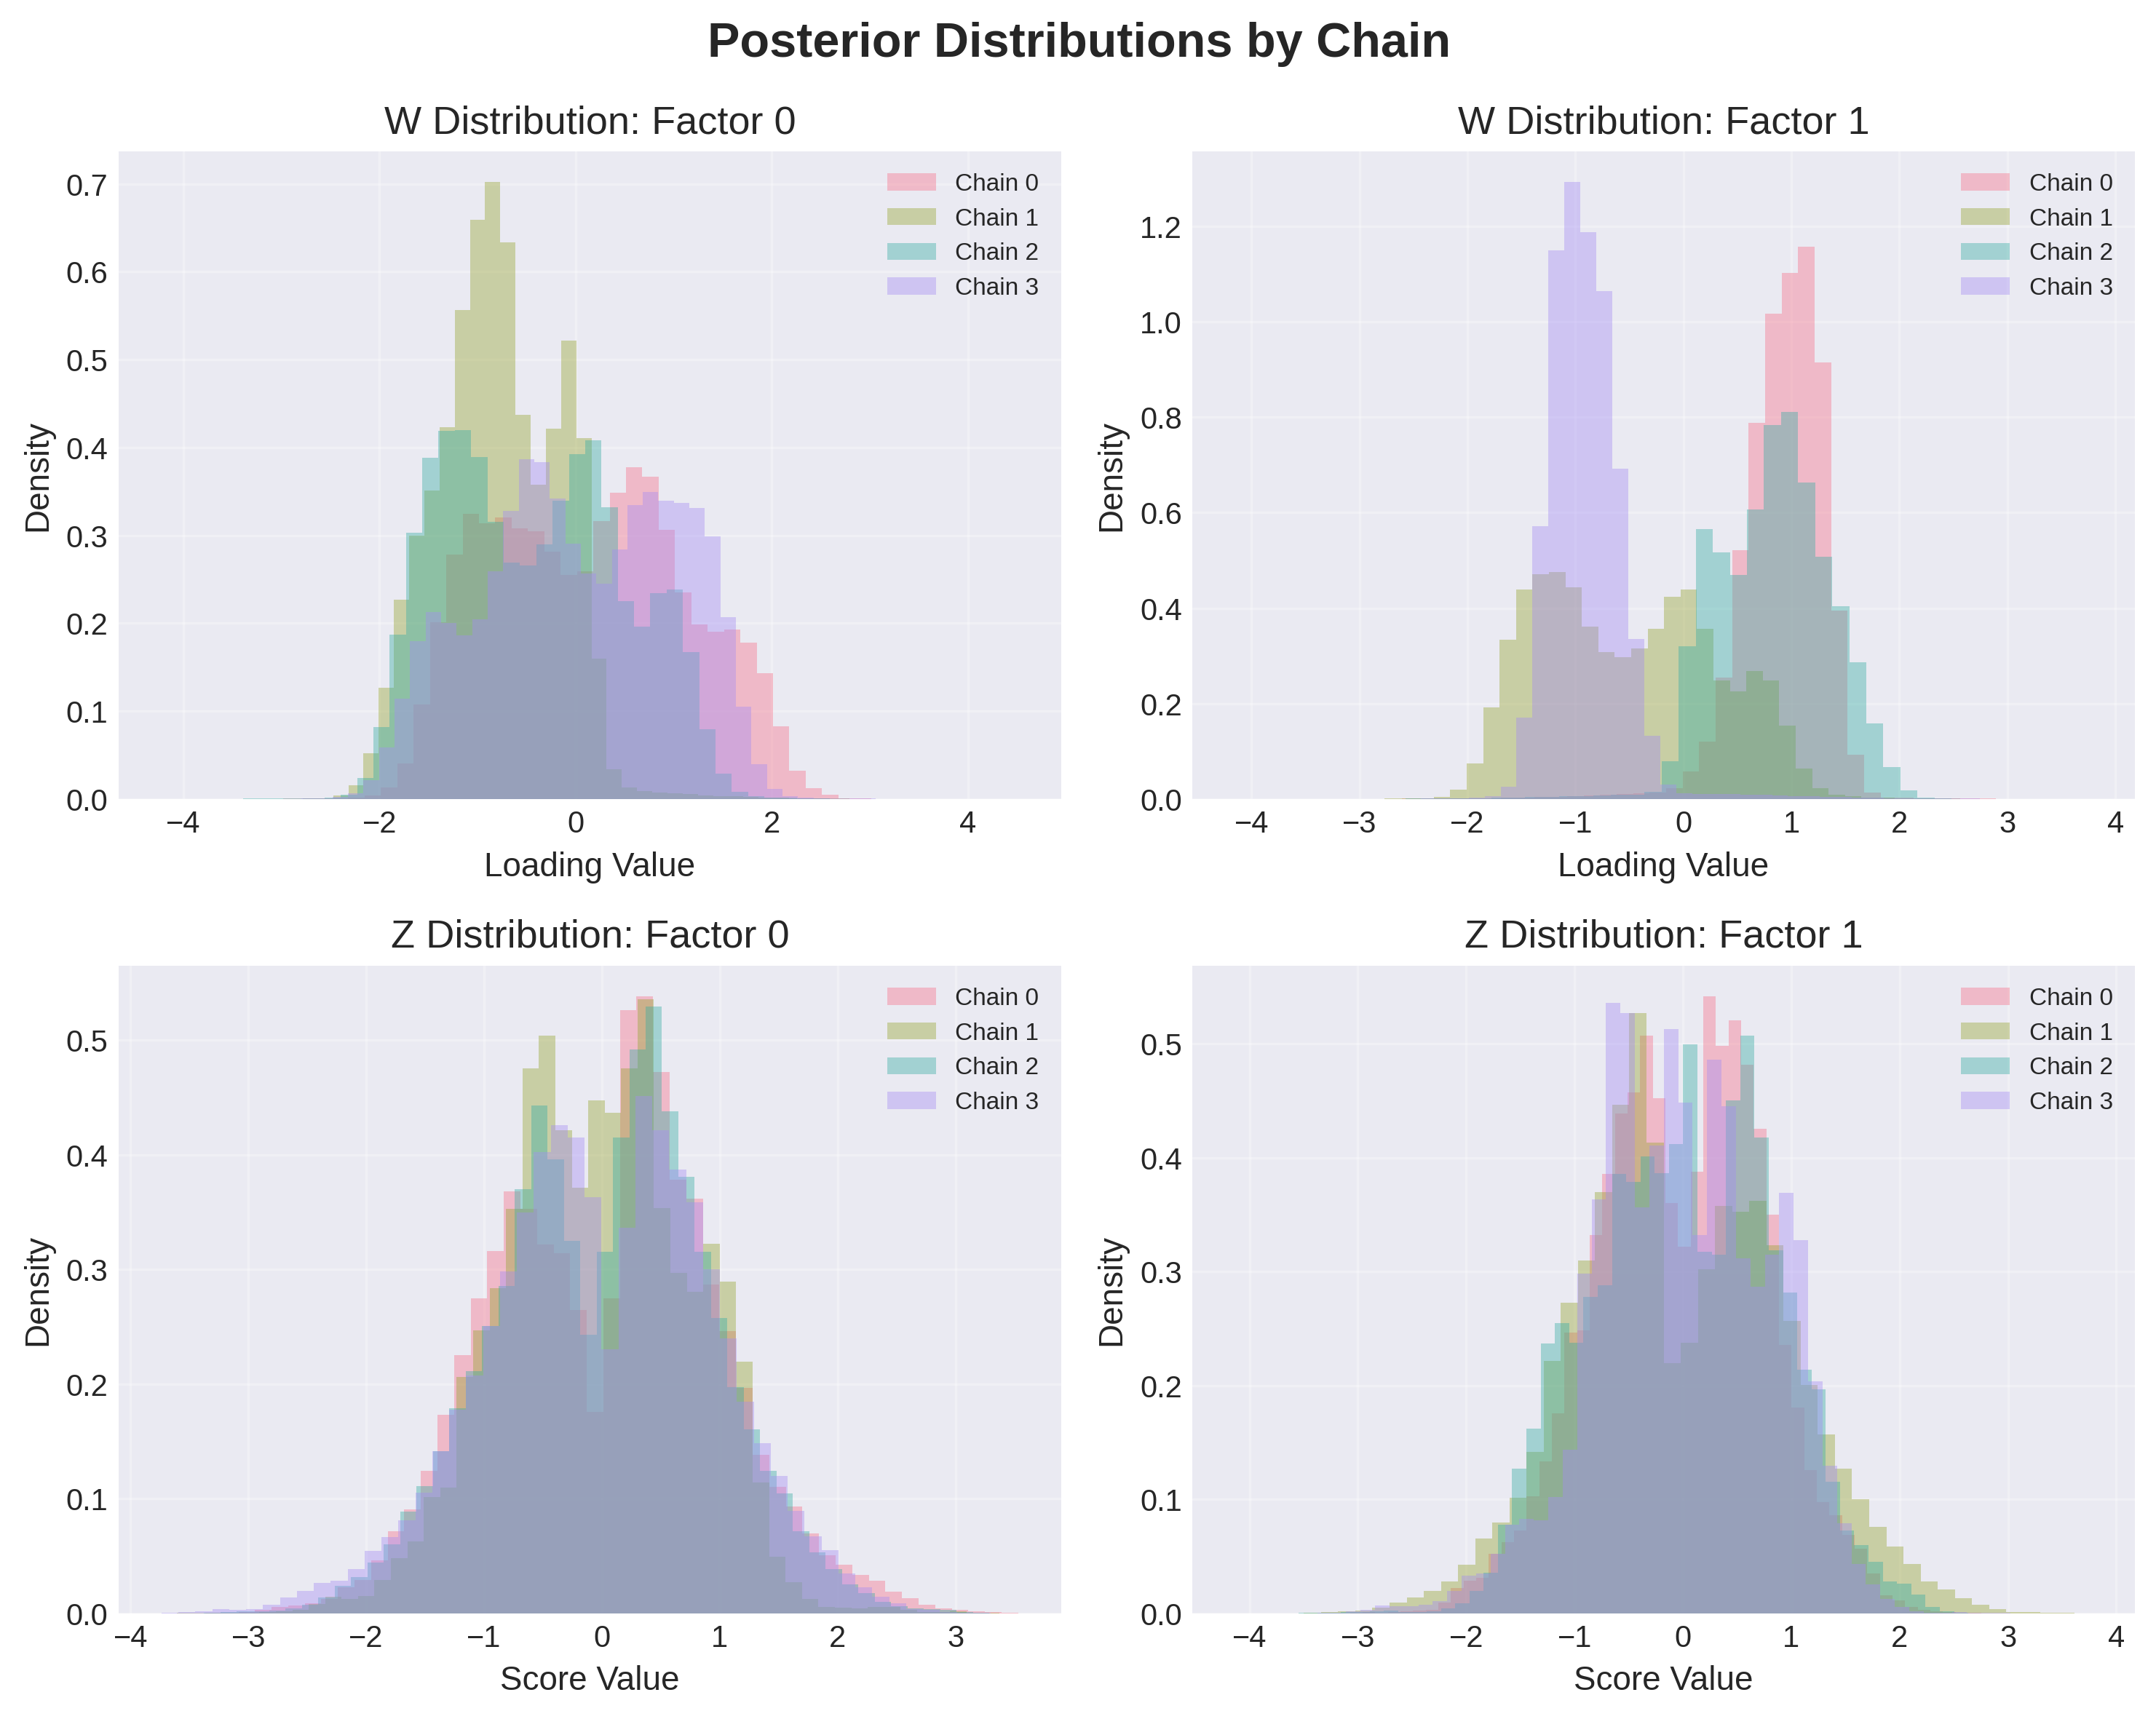 Posterior Distributions by Chain
W Distribution: Factor 0
Density
0.7
0.6
0.5
0.4
0.3
0.2
0.1
0.0
−4
−2
0
2
4
Loading Value
Chain 0
Chain 1
Chain 2
Chain 3
W Distribution: Factor 1
Density
1.2
1.0
0.8
0.6
0.4
0.2
0.0
−4
−3
−2
−1
0
1
2
3
4
Loading Value
Chain 0
Chain 1
Chain 2
Chain 3
Z Distribution: Factor 0
Density
0.5
0.4
0.3
0.2
0.1
0.0
−4
−3
−2
−1
0
1
2
3
Score Value
Chain 0
Chain 1
Chain 2
Chain 3
Z Distribution: Factor 1
Density
0.5
0.4
0.3
0.2
0.1
0.0
−4
−3
−2
−1
0
1
2
3
4
Score Value
Chain 0
Chain 1
Chain 2
Chain 3